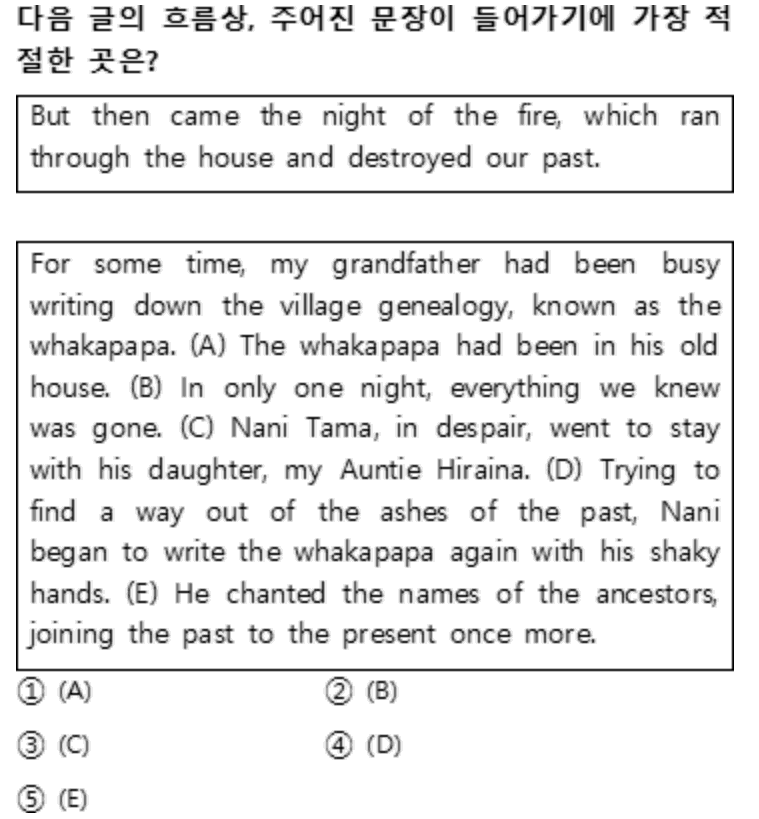 다음 글의 흐름상, 주어진 문장이 들어가기에 가장 적
절한 곳은?
But then came the night of the fire, which ran
through the house and destroyed our past.
For some time, my grandfather had been busy
writing down the village genealogy, known as the
whakapapa. (A) The whakapapa had been in his old
house. (B) In only one night, everything we knew
was gone. (C) Nani Tama, in despair, went to stay
with his daughter, my Auntie Hiraina. (D) Trying to
find a way out of the ashes of the past, Nani
began to write the whakapapa again with his shaky
hands. (E) He chanted the names of the ancestors,
joining the past to the present once more.
① (A) ② (B)
③ (C) ④ (D)
⑤ (E)